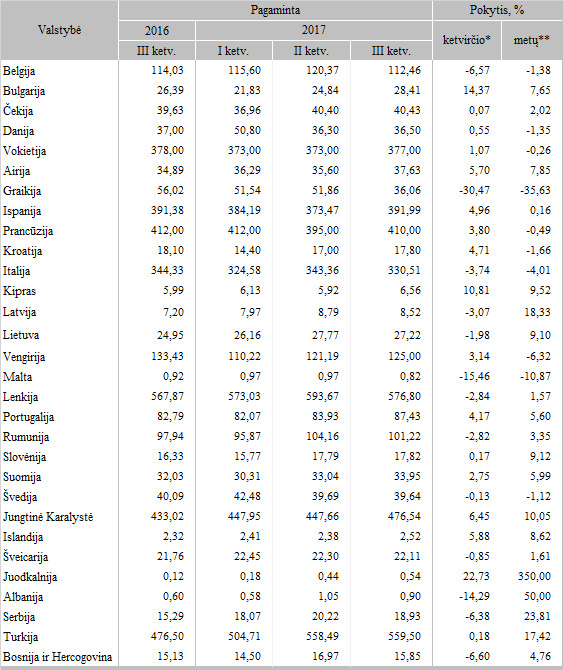 Valstybė Pagaminta Pokytis, %
2016 2017 ketvirčio* metų**
III ketv. I ketv. II ketv. III ketv.
Belgija 114,03 115,60 120,37 112,46 -6,57 -1,38
Bulgarija 26,39 21,83 24,84 28,41 14,37 7,65
Čekija 39,63 36,96 40,40 40,43 0,07 2,02
Danija 37,00 50,80 36,30 36,50 0,55 -1,35
Vokietija 378,00 373,00 373,00 377,00 1,07 -0,26
Airija 34,89 36,29 35,60 37,63 5,70 7,85
Graikija 56,02 51,54 51,86 36,06 -30,47 -35,63
Ispanija 391,38 384,19 373,47 391,99 4,96 0,16
Prancūzija 412,00 412,00 395,00 410,00 3,80 -0,49
Kroatija 18,10 14,40 17,00 17,80 4,71 -1,66
Italija 344,33 324,58 343,36 330,51 -3,74 -4,01
Kipras 5,99 6,13 5,92 6,56 10,81 9,52
Latvija 7,20 7,97 8,79 8,52 -3,07 18,33
Lietuva 24,95 26,16 27,77 27,22 -1,98 9,10
Vengirija 133,43 110,22 121,19 125,00 3,14 -6,32
Malta 0,92 0,97 0,97 0,82 -15,46 -10,87
Lenkija 567,87 573,03 593,67 576,80 -2,84 1,57
Portugalija 82,79 82,07 83,93 87,43 4,17 5,60
Rumunija 97,94 95,87 104,16 101,22 -2,82 3,35
Slovėnija 16,33 15,77 17,79 17,82 0,17 9,12
Suomija 32,03 30,31 33,04 33,95 2,75 5,99
Švedija 40,09 42,48 39,69 39,64 -0,13 -1,12
Jungtinė Karalystė 433,02 447,95 447,66 476,54 6,45 10,05
Islandija 2,32 2,41 2,38 2,52 5,88 8,62
Šveicarija 21,76 22,45 22,30 22,11 -0,85 1,61
Juodkalnija 0,12 0,18 0,44 0,54 22,73 350,00
Albanija 0,60 0,58 1,05 0,90 -14,29 50,00
Serbija 15,29 18,07 20,22 18,93 -6,38 23,81
Turkija 476,50 504,71 558,49 559,50 0,18 17,42
Bosnija ir Hercogovina 15,13 14,50 16,97 15,85 -6,60 4,76